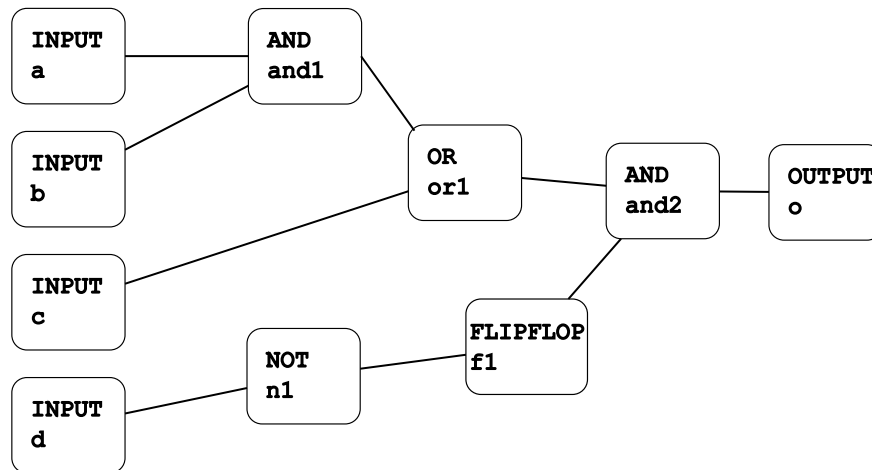 INPUT
a
AND
and1
INPUT
b
OR
or1
AND
and2
OUTPUT
o
INPUT
c
FLIPFLOP
f1
NOT
n1
INPUT
d